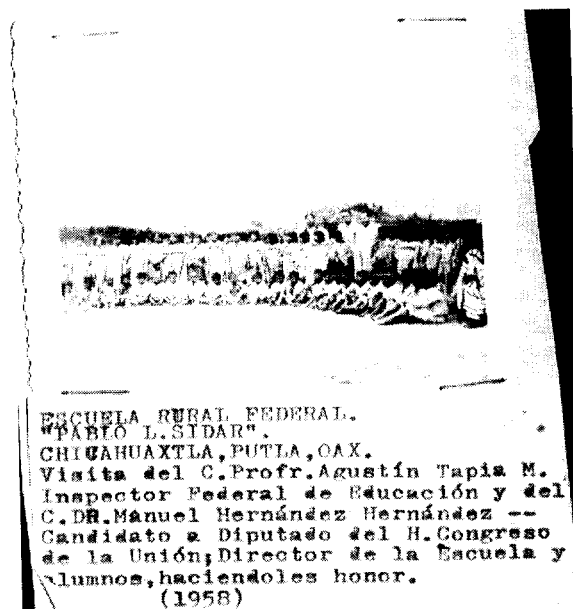 ESCUELA RURAL FEDERAL.
"PABLO L.SIDAR".
CHICAHUAXTLA,PUTLA,OAX.
Visita del C.Profr.Agustín Tapia M.
Inspector Federal de Educación y del
C.DR.Manuel Hernández Hernández --
Candidato a Diputado del H.Congreso
de la Unión;Director de la Escuela y
alumnos,haciendoles honor.
(1958)